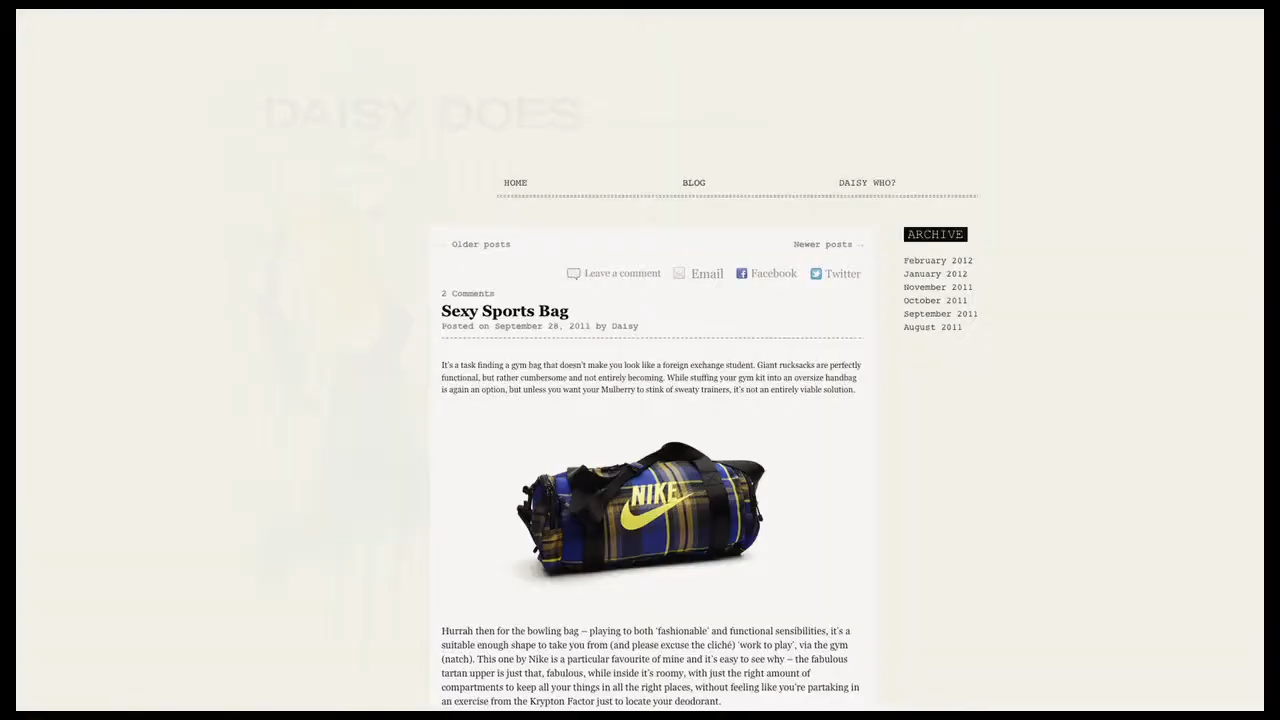 DAISY DOES
HOME BLOG DAISY WHO?
Older posts Newer posts →
ARCHIVE
Leave a comment Email Facebook Twitter
February 2012
January 2012
November 2011
October 2011
September 2011
August 2011
2 Comments
Sexy Sports Bag
Posted on September 28, 2011 by Daisy
It's a task finding a gym bag that doesn't make you look like a foreign exchange student. Giant rucksacks are perfectly
functional, but rather cumbersome and not entirely becoming. While stuffing your gym kit into an oversize handbag
is again an option, but unless you want your Mulberry to stink of sweaty trainers, it's not an entirely viable solution.
NIKE
Hurrah then for the bowling bag – playing to both 'fashionable' and functional sensibilities, it's a
suitable enough shape to take you from (and please excuse the cliché) 'work to play', via the gym
(natch). This one by Nike is a particular favourite of mine and it's easy to see why – the fabulous
tartan upper is just that, fabulous, while inside it's roomy, with just the right amount of
compartments to keep all your things in all the right places, without feeling like you're partaking in
an exercise from the Krypton Factor just to locate your deodorant.